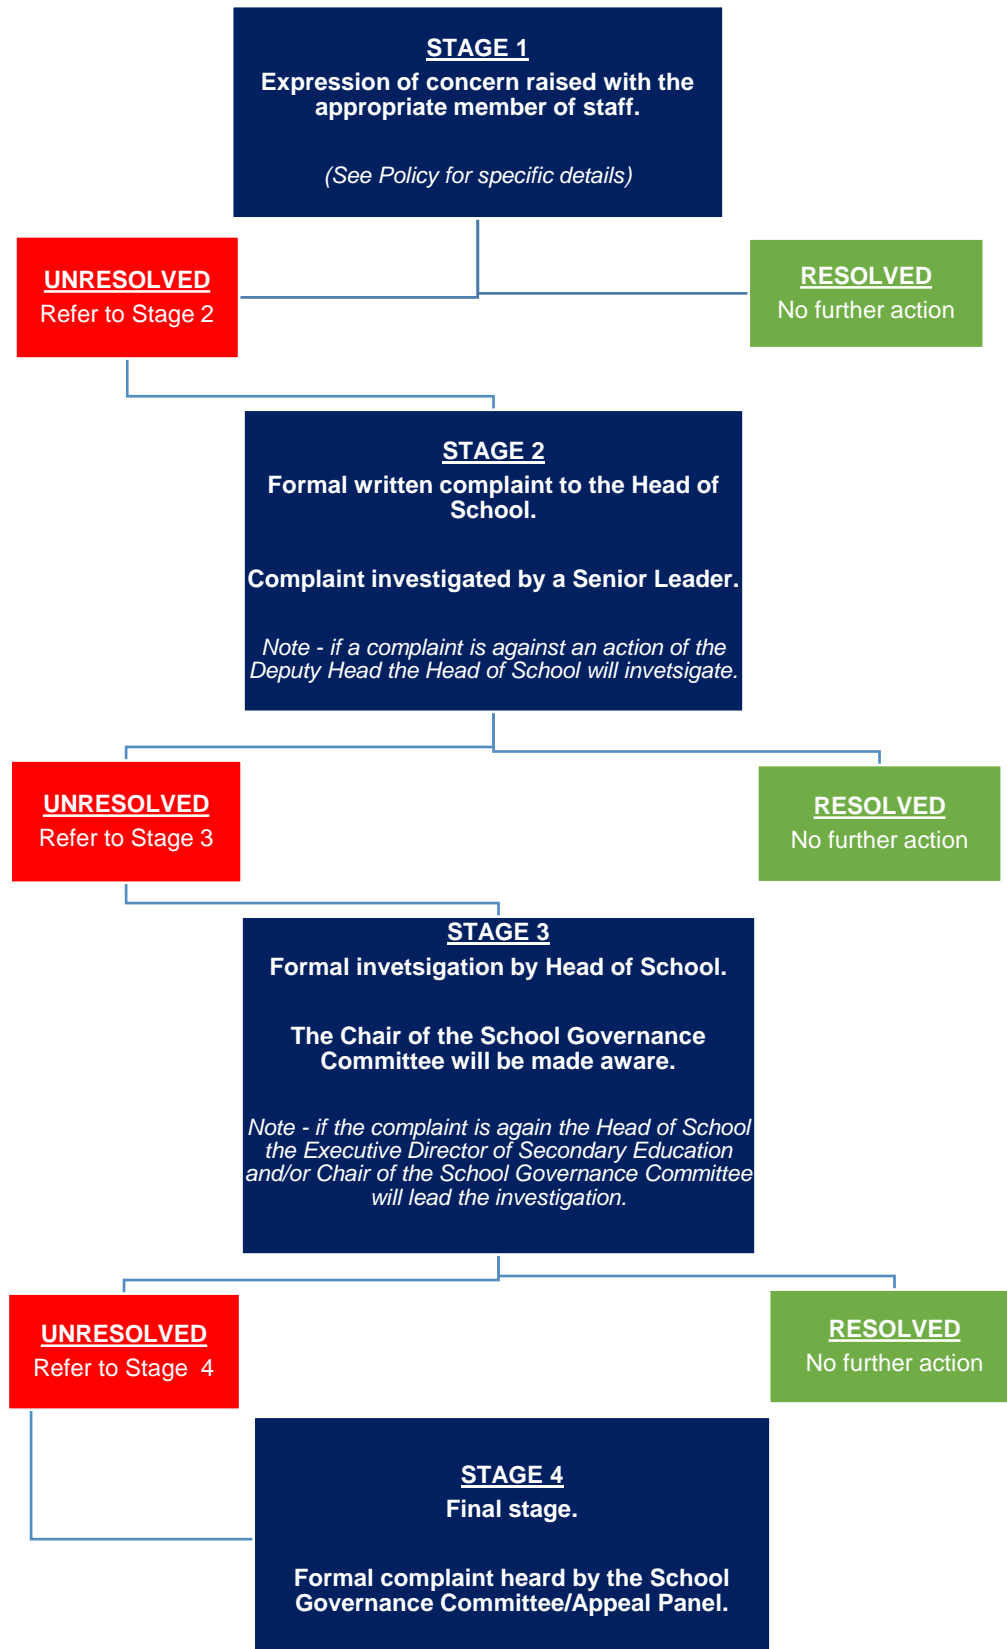 STAGE 1
Expression of concern raised with the
appropriate member of staff.
(See Policy for specific details)
UNRESOLVED
Refer to Stage 2
RESOLVED
No further action
STAGE 2
Formal written complaint to the Head of
School.
Complaint investigated by a Senior Leader.
Note - if a complaint is against an action of the
Deputy Head the Head of School will invetsigate.
UNRESOLVED
Refer to Stage 3
RESOLVED
No further action
STAGE 3
Formal invetsigation by Head of School.
The Chair of the School Governance
Committee will be made aware.
Note - if the complaint is again the Head of School
the Executive Director of Secondary Education
and/or Chair of the School Governance Committee
will lead the investigation.
UNRESOLVED
Refer to Stage  4
RESOLVED
No further action
STAGE 4
Final stage.
Formal complaint heard by the School
Governance Committee/Appeal Panel.